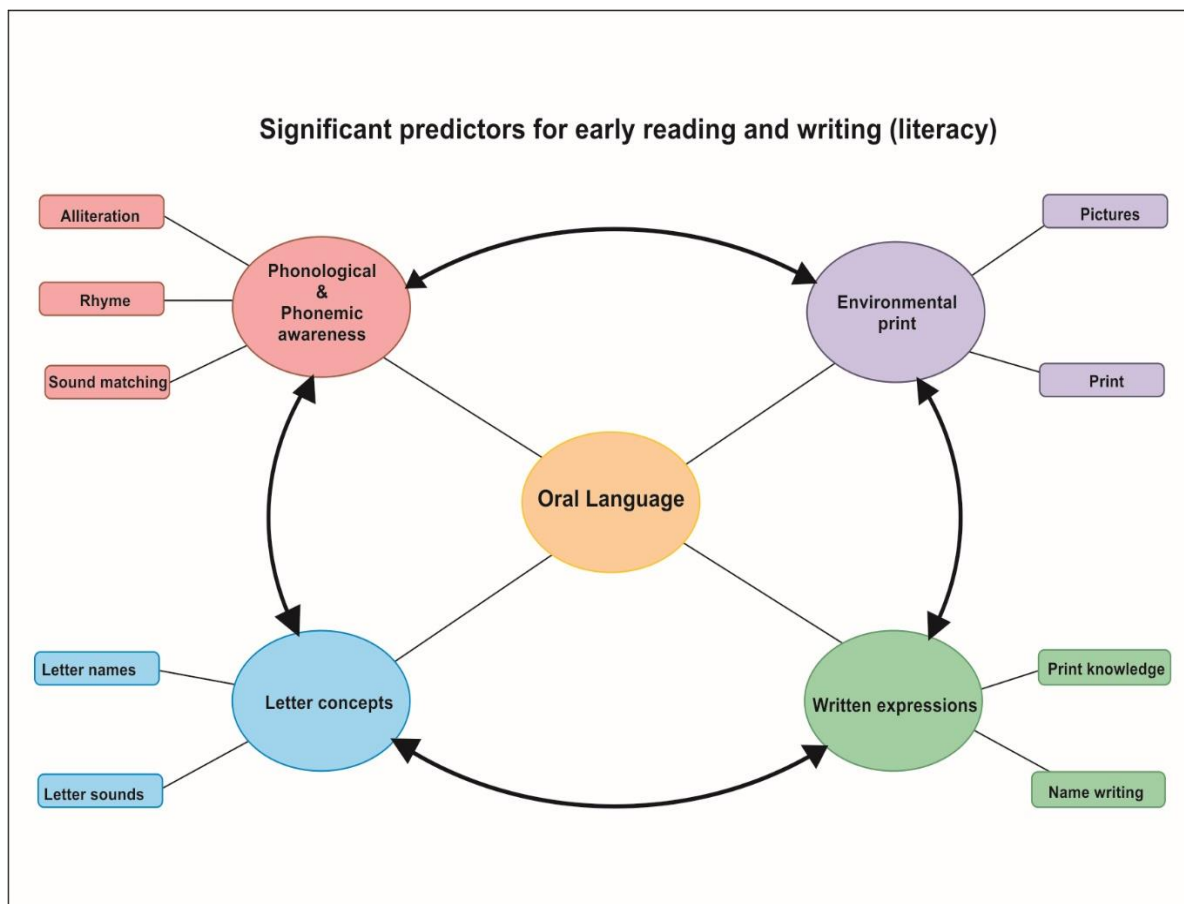 Significant predictors for early reading and writing (literacy)
Alliteration
Rhyme
Sound matching
Phonological
&
Phonemic
awareness
Pictures
Environmental
print
Print
Oral Language
Letter names
Letter concepts
Letter sounds
Print knowledge
Written expressions
Name writing